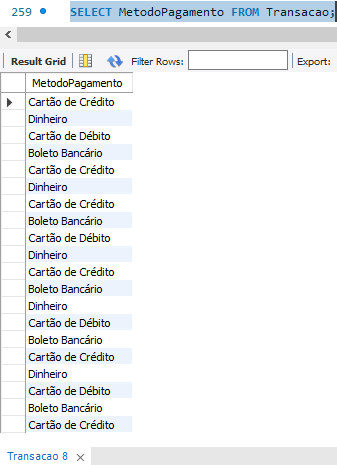 259 SELECT MetodoPagamento FROM Transacao;
Result Grid Filter Rows: Export:
MetodoPagamento
Cartão de Crédito
Dinheiro
Cartão de Débito
Boleto Bancário
Cartão de Crédito
Dinheiro
Cartão de Crédito
Boleto Bancário
Cartão de Débito
Dinheiro
Cartão de Crédito
Boleto Bancário
Dinheiro
Cartão de Débito
Boleto Bancário
Cartão de Crédito
Dinheiro
Cartão de Débito
Boleto Bancário
Cartão de Crédito
Transacao 8